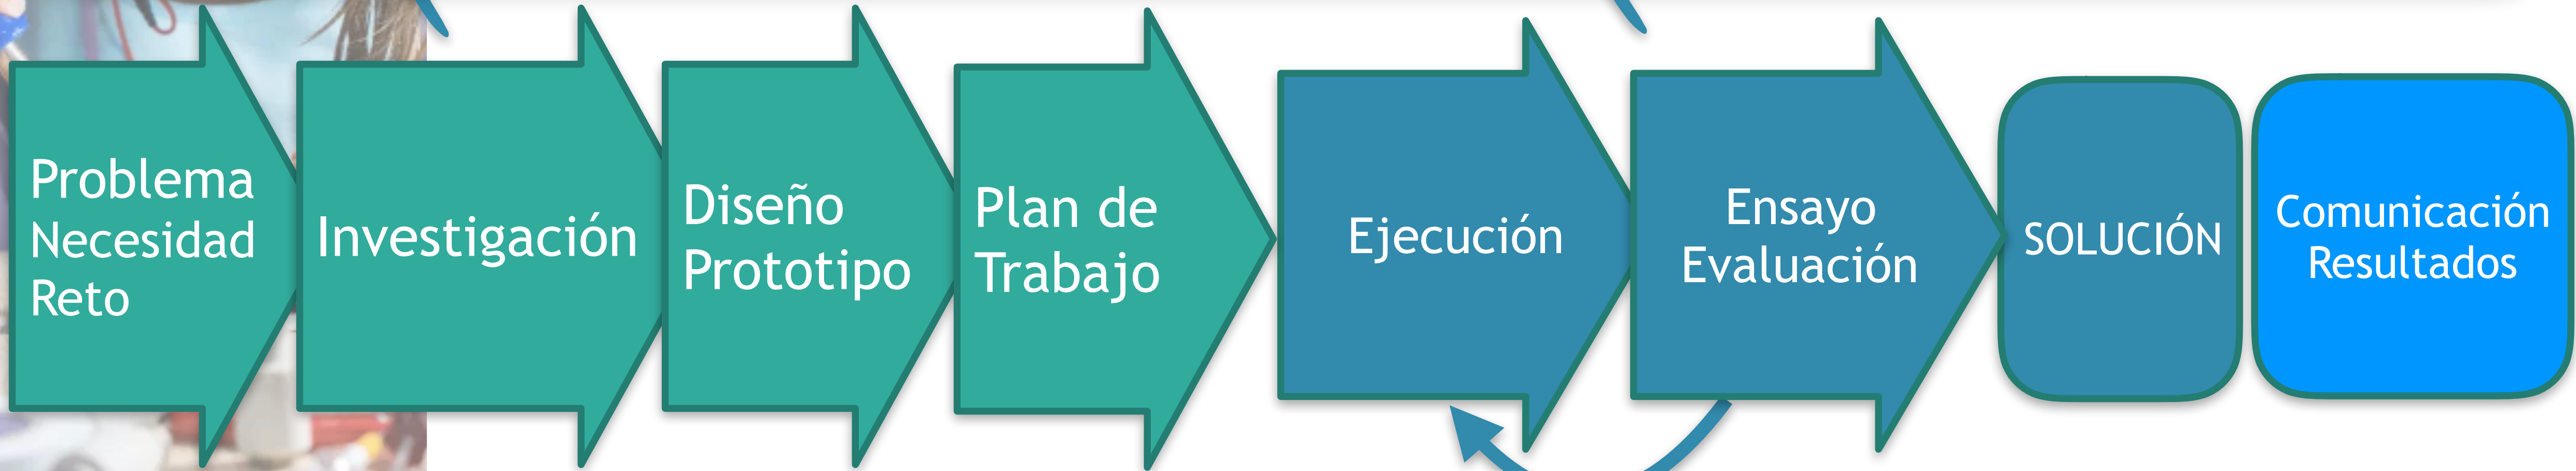 Problema
Necesidad
Reto
Investigación
Diseño
Prototipo
Plan de
Trabajo
Ejecución
Ensayo
Evaluación
SOLUCIÓN
Comunicación
Resultados